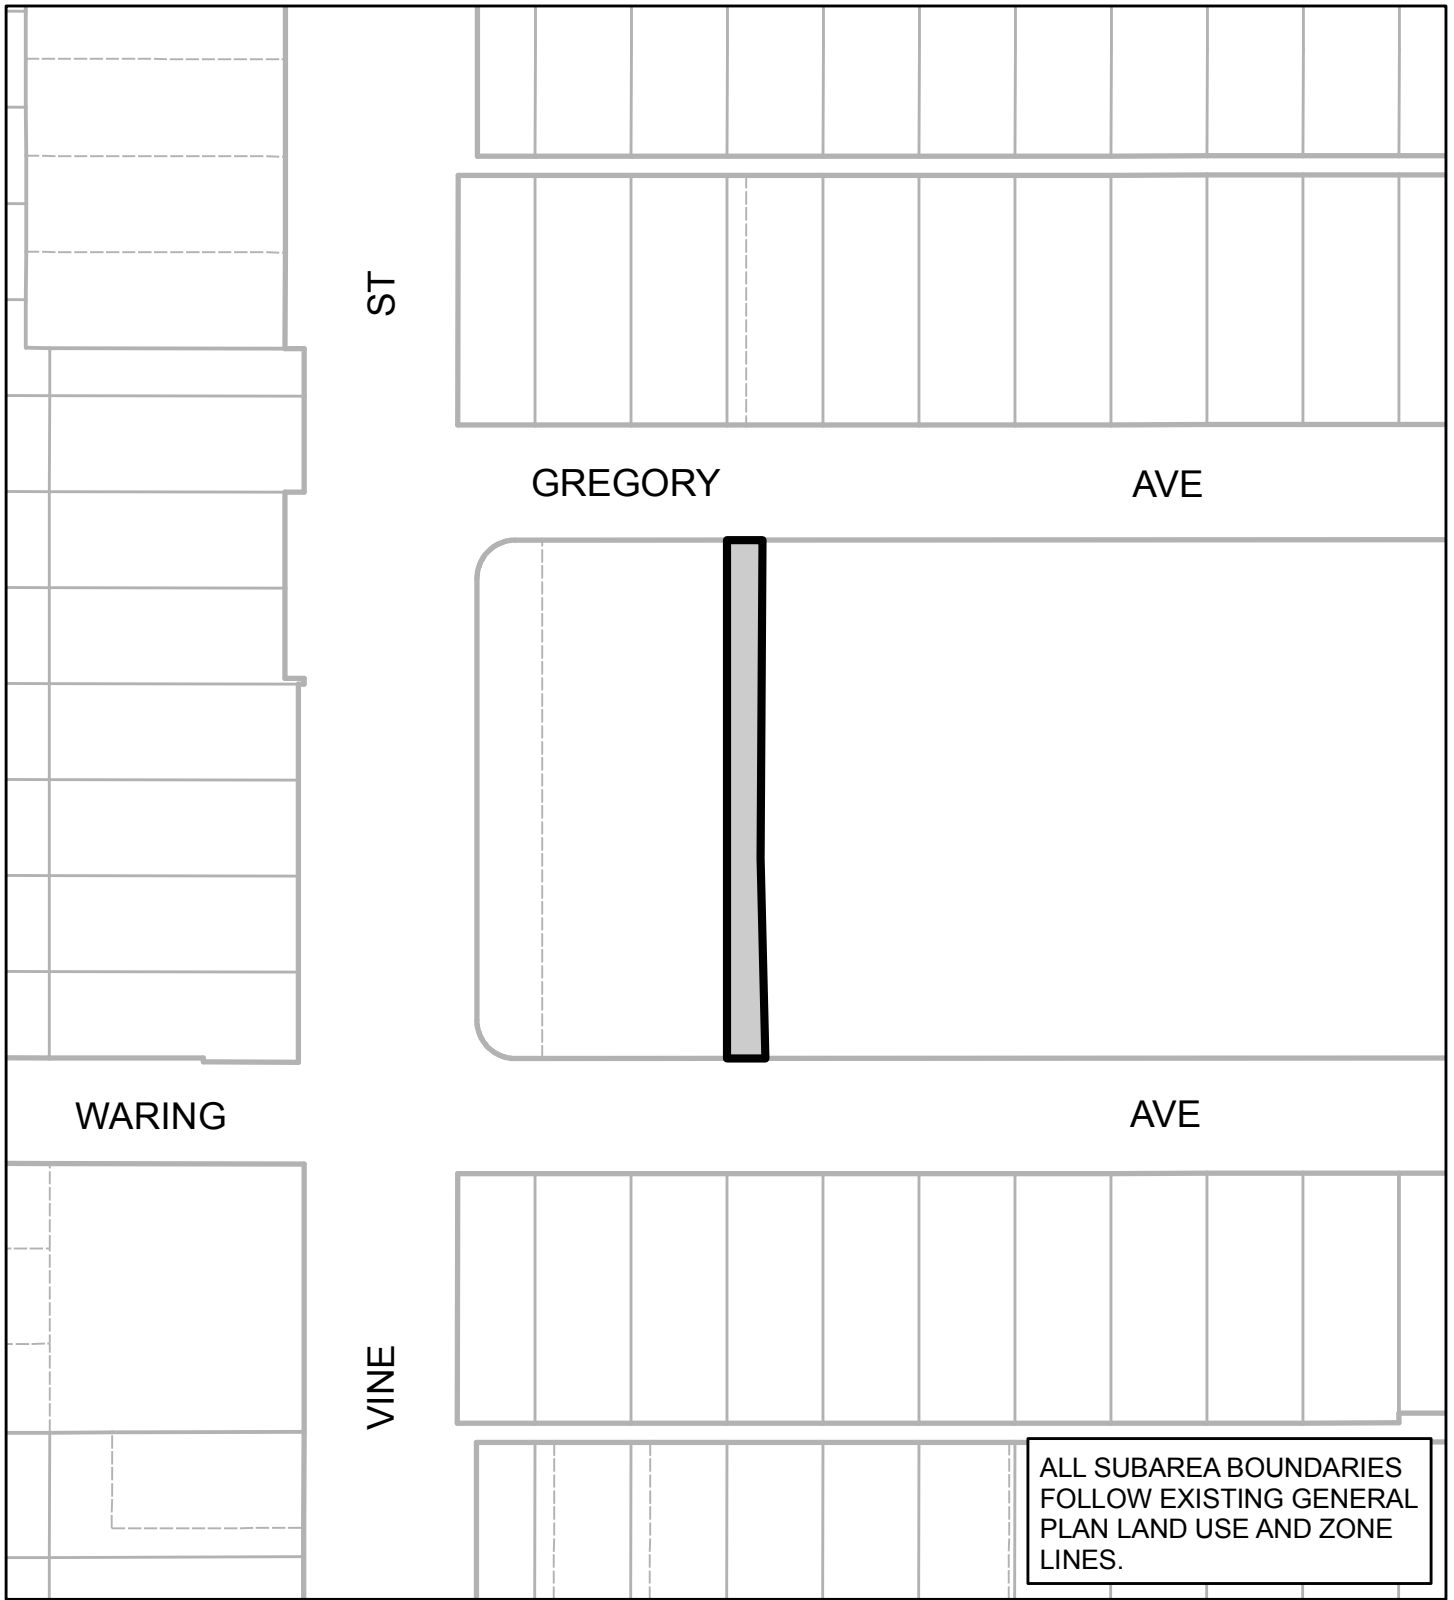 ST
GREGORY AVE
WARING AVE
VINE
ALL SUBAREA BOUNDARIES
FOLLOW EXISTING GENERAL
PLAN LAND USE AND ZONE
LINES.